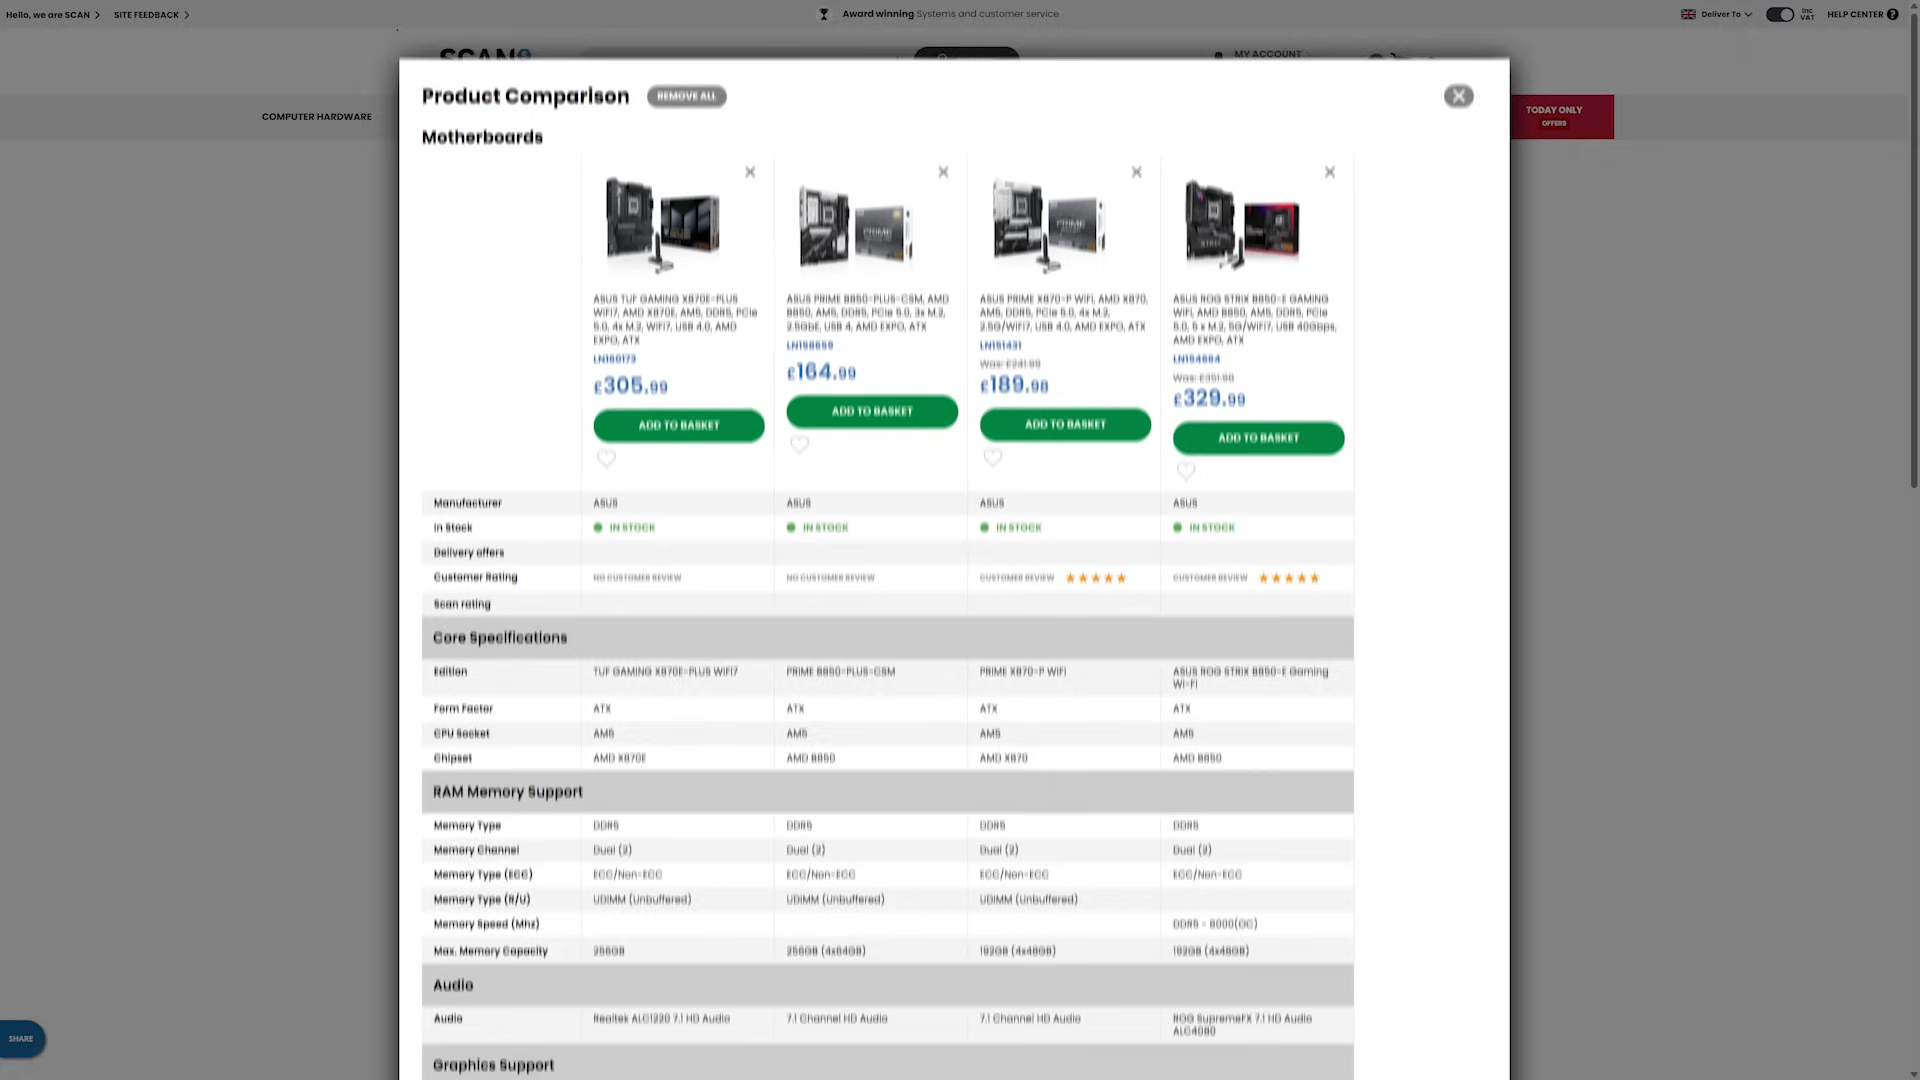 Hello, we are SCAN
SITE FEEDBACK
Award winning Systems and customer service
Deliver To
Inc VAT
HELP CENTER
SCAN
MY ACCOUNT
COMPUTER HARDWARE
TODAY ONLY
OFFERS
Product Comparison
REMOVE ALL
Motherboards
ASUS TUF GAMING X870E-PLUS
WIFI7, AMD X870E, AM5, DDR5, PCIe
5.0, 4x M.2, WIFI7, USB 4.0, AMD
EXPO, ATX
LN160173
£305.99
ADD TO BASKET
ASUS PRIME B850-PLUS-CSM, AMD
B850, AM5, DDR5, PCIe 5.0, 3x M.2,
2.5GbE, USB 4, AMD EXPO, ATX
£164.99
ADD TO BASKET
ASUS PRIME X870-P WIFI, AMD X870,
AM5, DDR5, PCIe 5.0, 4x M.2,
2.5G/WIFI7, USB 4.0, AMD EXPO, ATX
LN151431
Was: £241.99
£189.98
ADD TO BASKET
ASUS ROG STRIX B850-E GAMING
WIFI, AMD B850, AM5, DDR5, PCIe
5.0, 5 x M.2, 5G/WIFI7, USB 40Gbps,
AMD EXPO, ATX
LN154664
Was: £351.98
£329.99
ADD TO BASKET
Manufacturer ASUS ASUS ASUS ASUS
In Stock IN STOCK IN STOCK IN STOCK IN STOCK
Delivery offers
Customer Rating NO CUSTOMER REVIEW NO CUSTOMER REVIEW CUSTOMER REVIEW CUSTOMER REVIEW
Scan rating
Core Specifications
Edition TUF GAMING X870E-PLUS WIFI7 PRIME B850-PLUS-CSM PRIME X870-P WIFI ASUS ROG STRIX B850-E Gaming
Wi-Fi
Form Factor ATX ATX ATX ATX
CPU Socket AM5 AM5 AM5 AM5
Chipset AMD X870E AMD B850 AMD X870 AMD B850
RAM Memory Support
Memory Type DDR5 DDR5 DDR5 DDR5
Memory Channel Dual (2) Dual (2) Dual (2) Dual (2)
Memory Type (ECC) ECC/Non-ECC ECC/Non-ECC ECC/Non-ECC ECC/Non-ECC
Memory Type (R/U) UDIMM (Unbuffered) UDIMM (Unbuffered) UDIMM (Unbuffered)
Memory Speed (Mhz) DDR5 - 8000(OC)
Max. Memory Capacity 256GB 256GB (4x64GB) 192GB (4x48GB) 192GB (4x48GB)
Audio
Audio Realtek ALC1220 7.1 HD Audio 7.1 Channel HD Audio 7.1 Channel HD Audio ROG SupremeFX 7.1 HD Audio
ALC4080
Graphics Support
SHARE